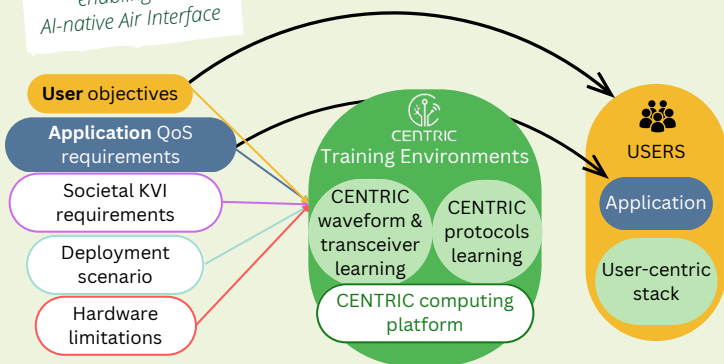 AI-native Air Interface
User objectives
Application QoS
requirements
Societal KVI
requirements
Deployment
scenario
Hardware
limitations
CENTRIC
Training Environments
CENTRIC
waveform &
transceiver
learning
CENTRIC
protocols
learning
CENTRIC computing
platform
USERS
Application
User-centric
stack